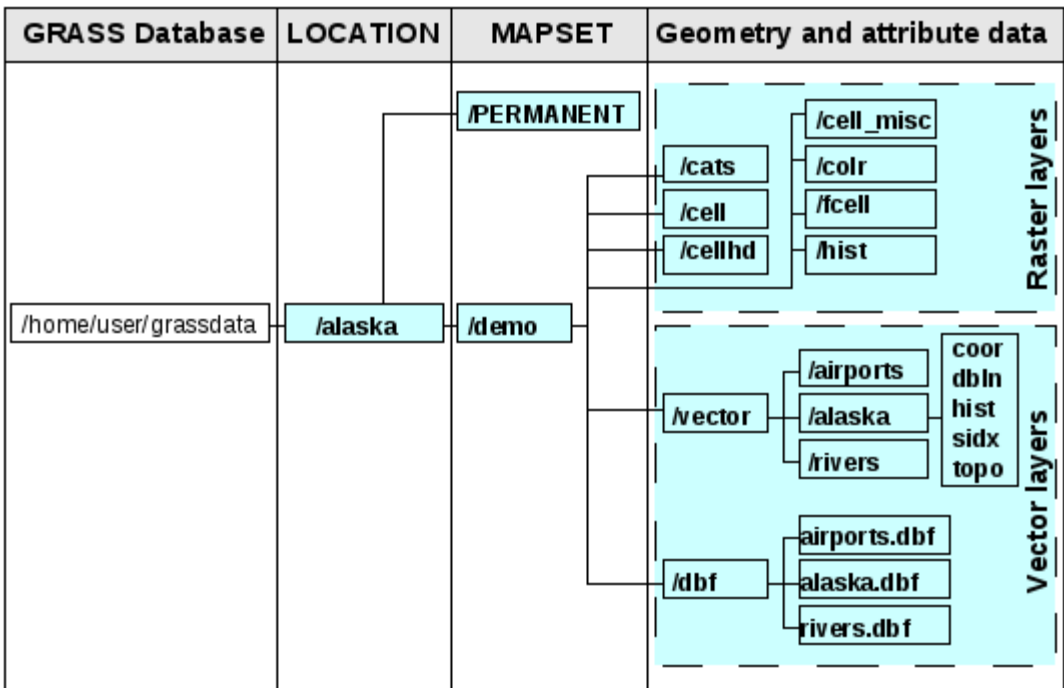 GRASS Database LOCATION MAPSET Geometry and attribute data
/PERMANENT
/cats
/cell
/cellhd
/cell_misc
/colr
/fcell
/hist
Raster layers
/home/user/grassdata
/alaska
/demo
/vector
/airports
/alaska
/rivers
coor
dbln
hist
sidx
topo
/dbf
airports.dbf
alaska.dbf
rivers.dbf
Vector layers